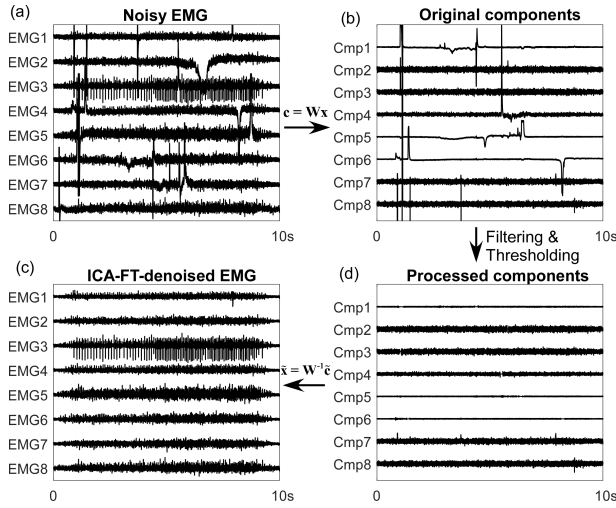 (a)
Noisy EMG
EMG1
EMG2
EMG3
EMG4
EMG5
EMG6
EMG7
EMG8
0
10s
c = Wx
(b)
Original components
Cmp1
Cmp2
Cmp3
Cmp4
Cmp5
Cmp6
Cmp7
Cmp8
0
10s
Filtering &
Thresholding
(c)
ICA-FT-denoised EMG
EMG1
EMG2
EMG3
EMG4
EMG5
EMG6
EMG7
EMG8
0
10s
x̃ = W⁻¹c̃
(d)
Processed components
Cmp1
Cmp2
Cmp3
Cmp4
Cmp5
Cmp6
Cmp7
Cmp8
0
10s